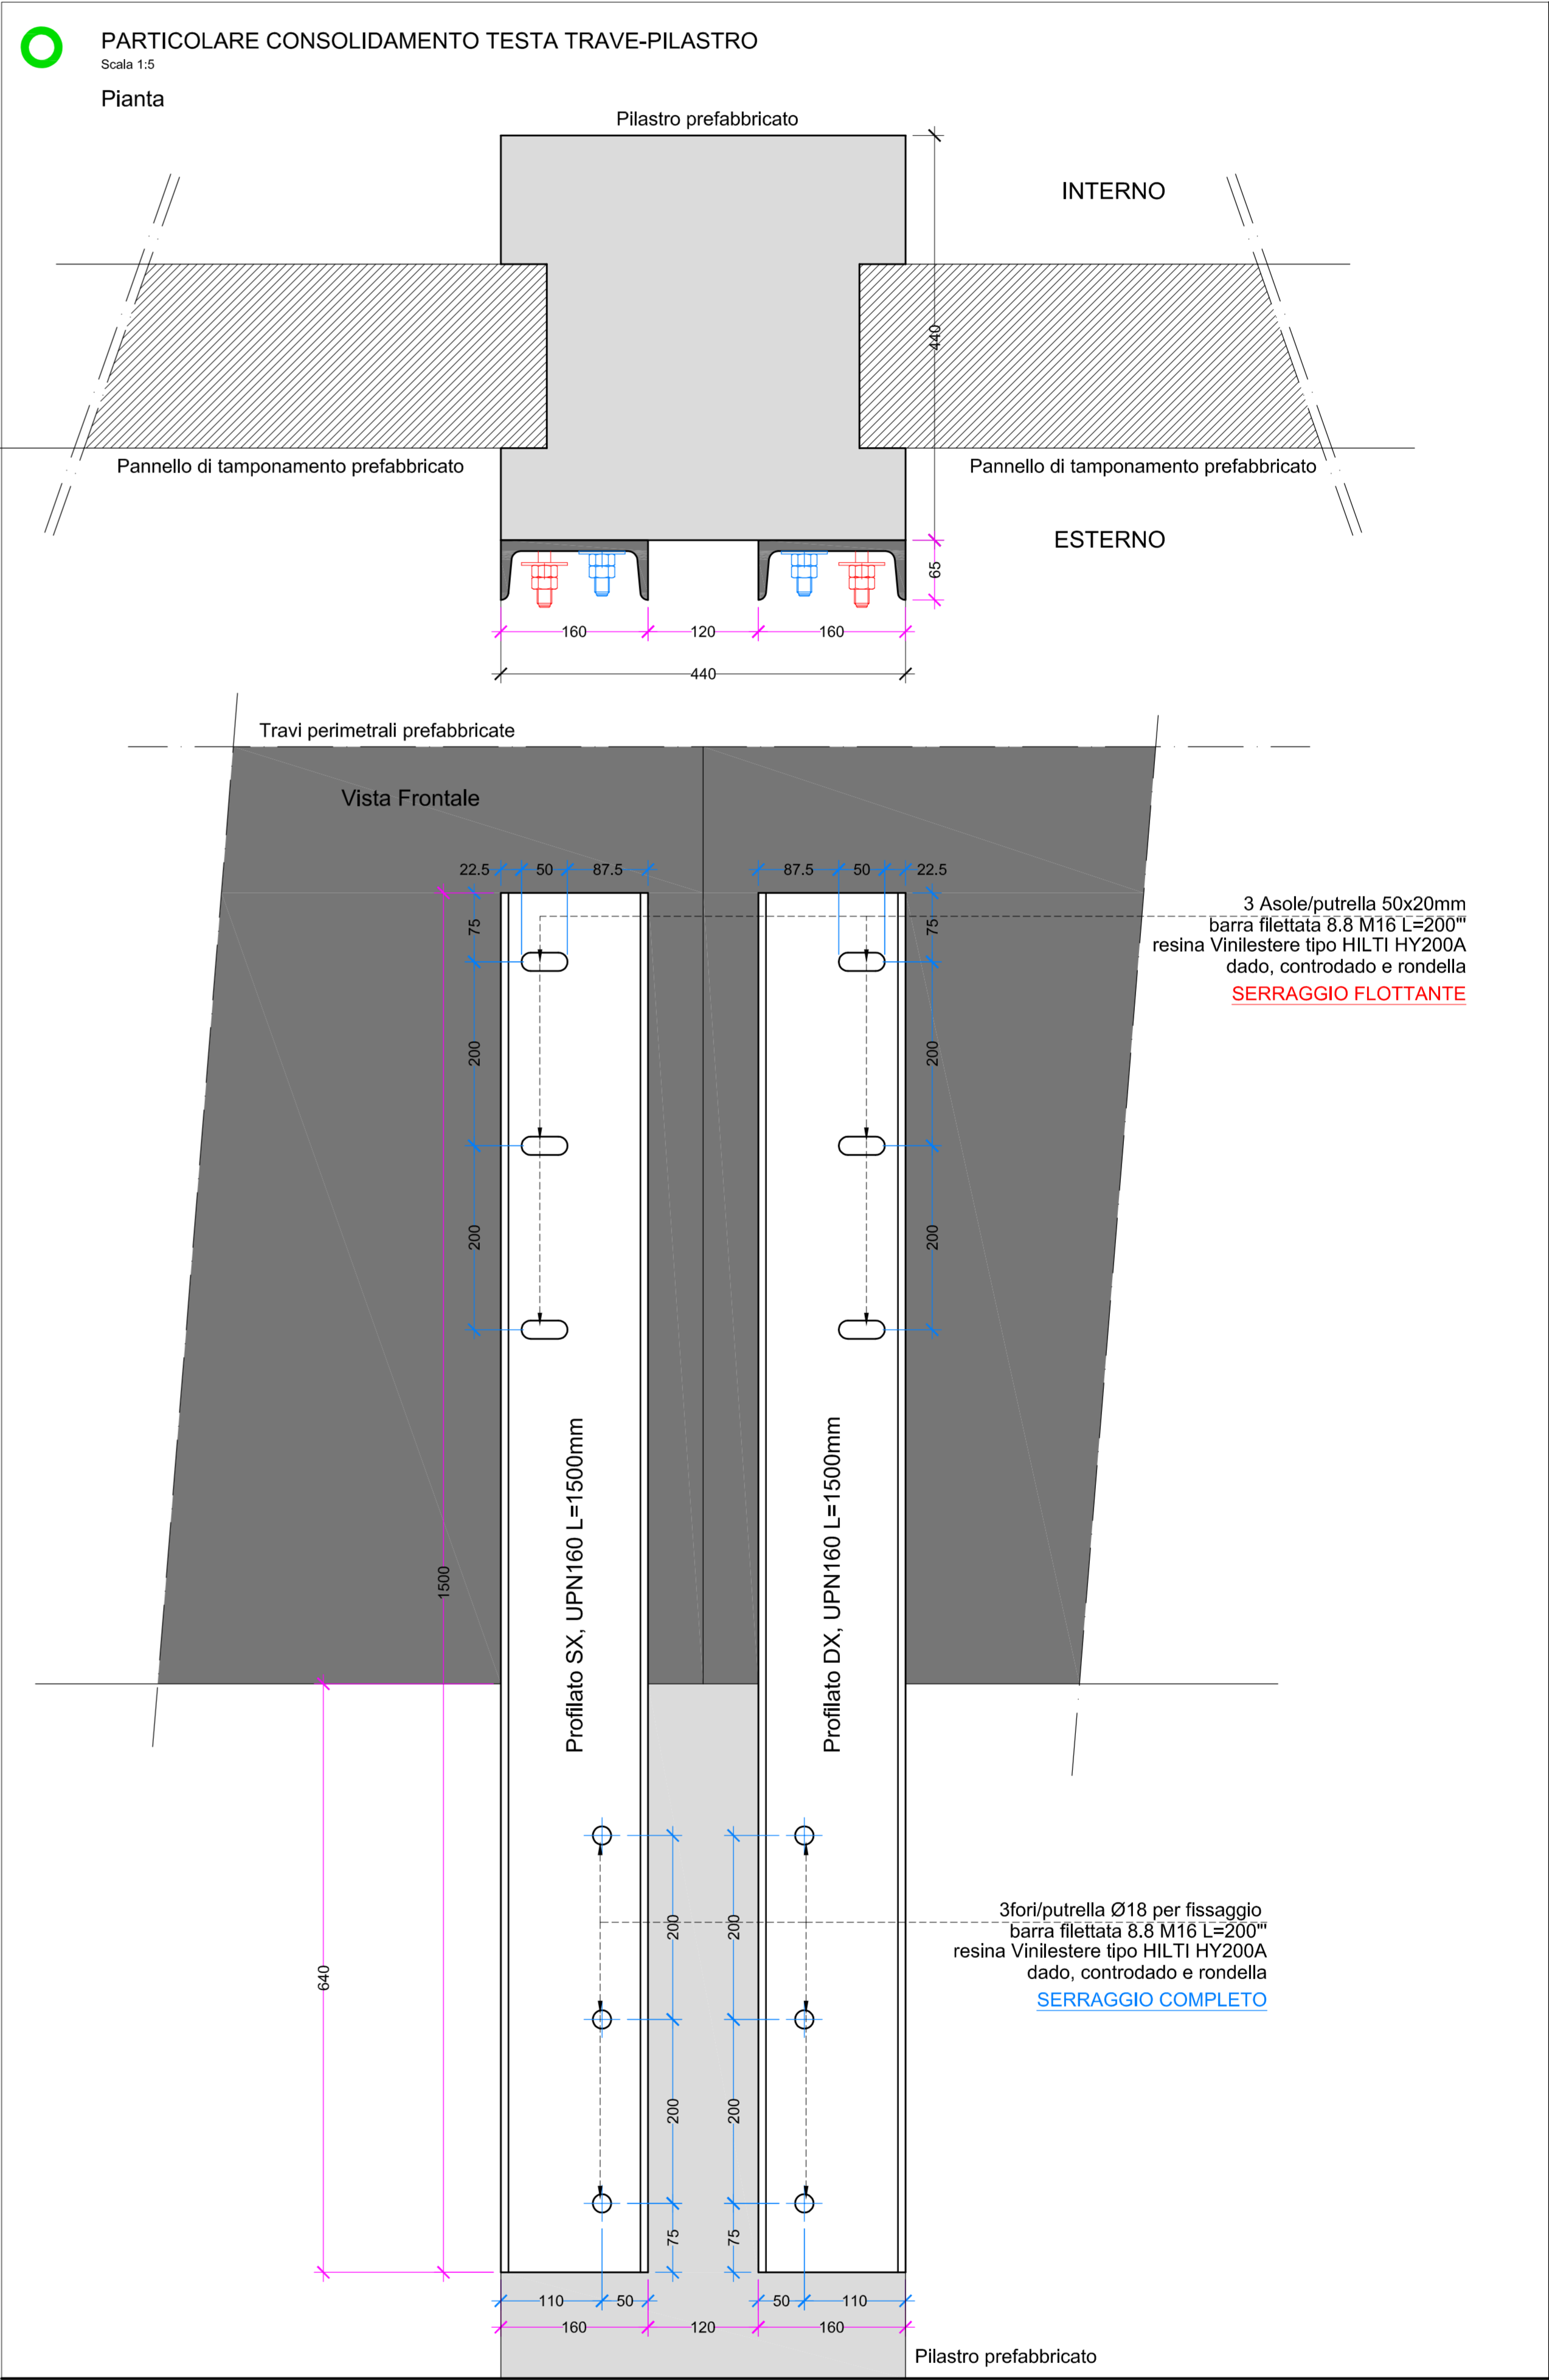 PARTICOLARE CONSOLIDAMENTO TESTA TRAVE-PILASTRO
Scala 1:5
Pianta
Pilastro prefabbricato
INTERNO
440
Pannello di tamponamento prefabbricato
Pannello di tamponamento prefabbricato
ESTERNO
65
160
120
160
440
Travi perimetrali prefabbricate
Vista Frontale
22.5
50
87.5
87.5
50
22.5
75
75
3 Asole/putrella 50x20mm
barra filettata 8.8 M16 L=200"'
resina Vinilestere tipo HILTI HY200A
dado, controdado e rondella
SERRAGGIO FLOTTANTE
200
200
200
200
1500
Profilato SX, UPN160 L=1500mm
Profilato DX, UPN160 L=1500mm
640
200
200
3fori/putrella Ø18 per fissaggio
barra filettata 8.8 M16 L=200"'
resina Vinilestere tipo HILTI HY200A
dado, controdado e rondella
SERRAGGIO COMPLETO
200
200
75
75
110
50
50
110
160
120
160
Pilastro prefabbricato